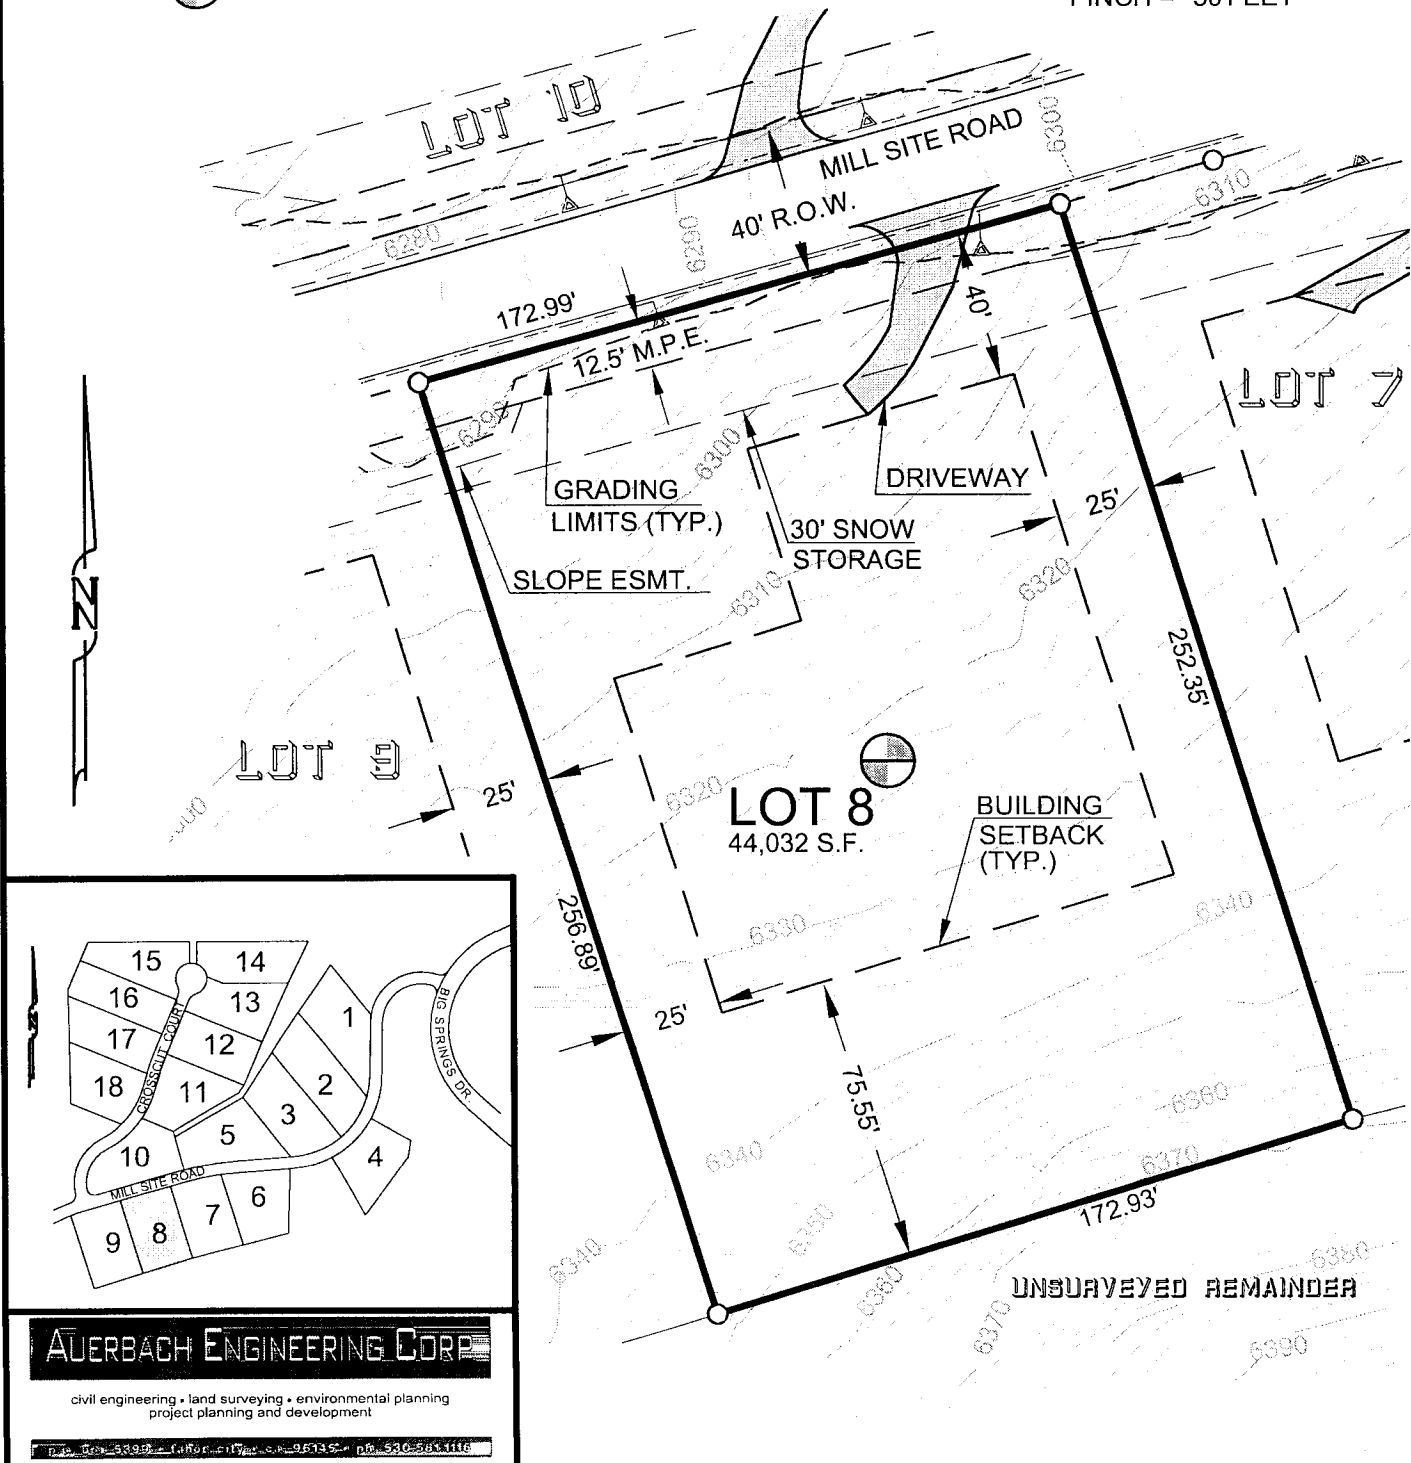 LOT 10
MILL SITE ROAD
6300
6310
6280
6290
40' R.O.W.
172.99'
12.5' M.P.E.
40'
LOT 7
6290
6300
GRADING
LIMITS (TYP.)
DRIVEWAY
30' SNOW
STORAGE
25'
SLOPE ESMT.
6310
6320
N
252.35'
LOT 9
25'
6320
LOT 8
44,032 S.F.
BUILDING
SETBACK
(TYP.)
256.89'
6330
6340
25'
75.55'
6360
6340
6370
172.93'
6350
6340
6360
6370
6380
6390
UNSURVEYED REMAINDER
15
14
16
13
17
12
18
11
10
1
2
3
4
5
6
7
8
9
CROSSCUT COURT
BIG SPRINGS DR.
MILL SITE ROAD
N
AUERBACH ENGINEERING CORP
civil engineering • land surveying • environmental planning
project planning and development